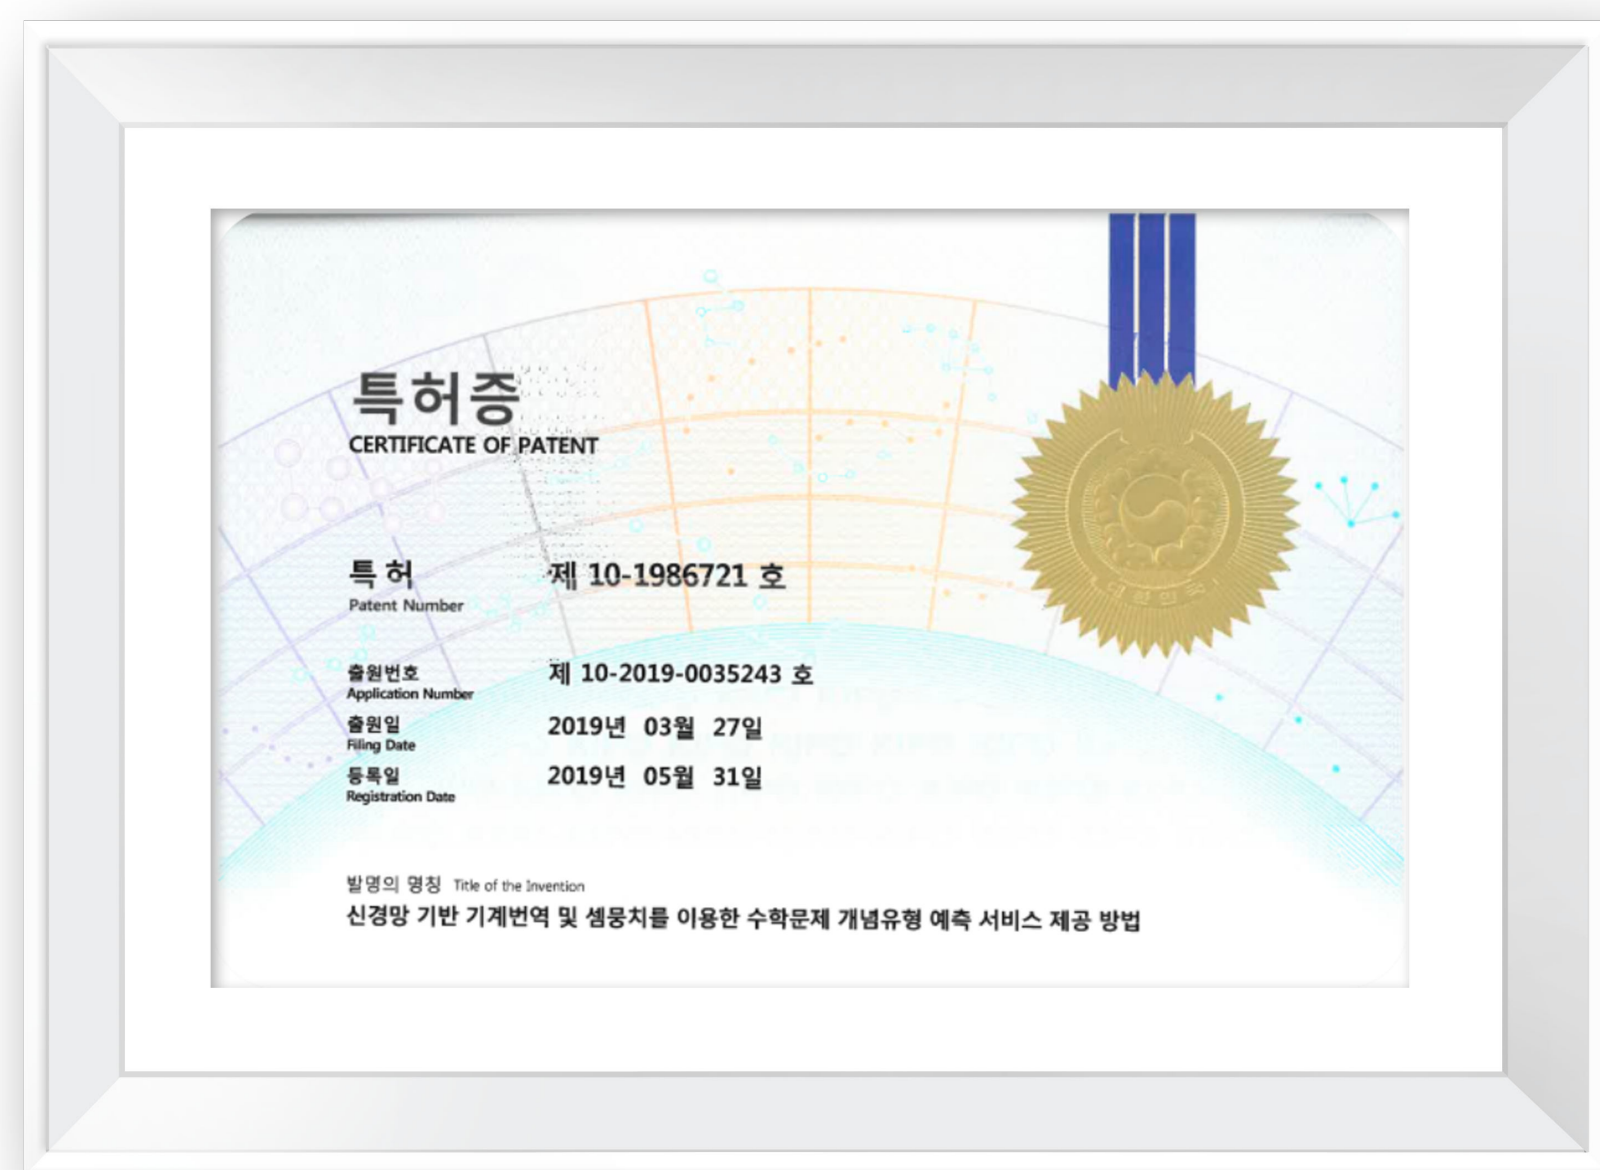 특허증
CERTIFICATE OF PATENT
특 허 제 10-1986721 호
Patent Number
출원번호 제 10-2019-0035243 호
Application Number
출원일 2019년 03월 27일
Filing Date
등록일 2019년 05월 31일
Registration Date
대한민국
발명의 명칭 Title of the Invention
신경망 기반 기계번역 및 셈뭉치를 이용한 수학문제 개념유형 예측 서비스 제공 방법